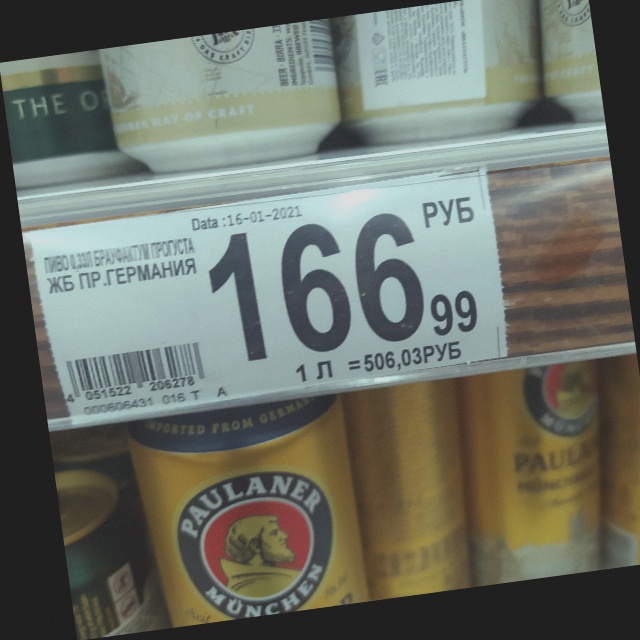 THE
WAY OF CRAFT
Data :16-01-2021
РУБ
ПИВО 0,33Л БРАУФАКТУМ ПРОГУСТА
ЖБ ПР.ГЕРМАНИЯ
166
99
1 Л =506,03РУБ
4 051522 206278
000606431 016 Т А
IMPORTED FROM GERMANY
PAULANER
MÜNCHEN
PAULANER
MÜNCHEN